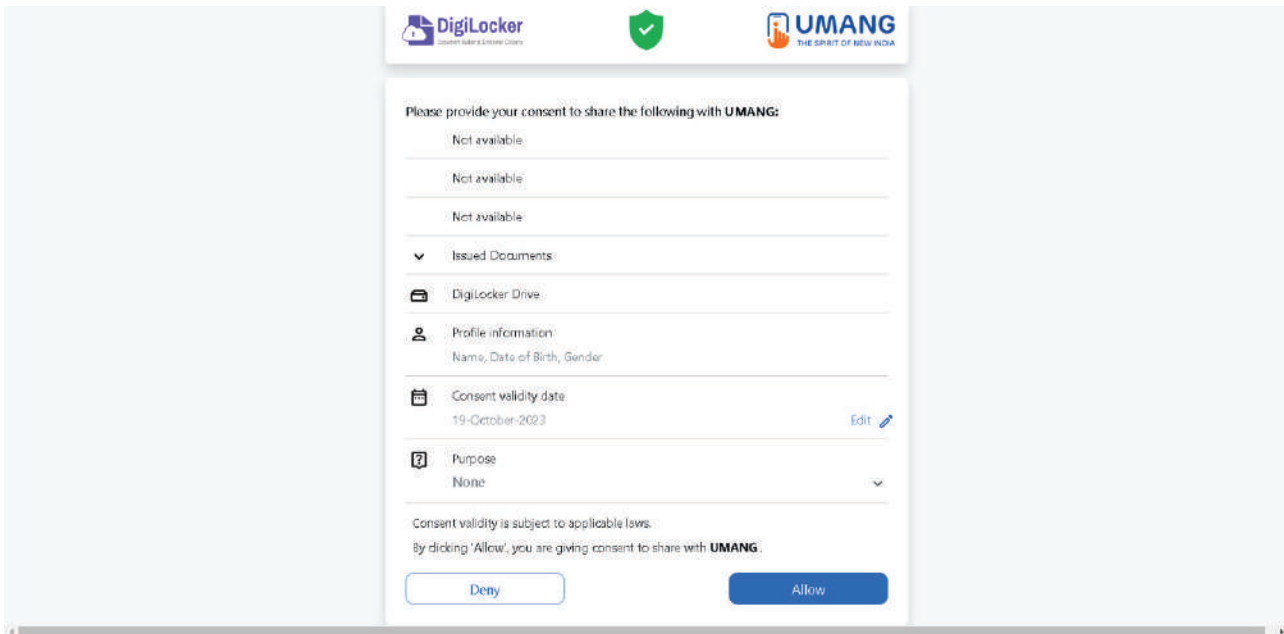 DigiLocker
UMANG
THE SPIRIT OF NEW INDIA
Please provide your consent to share the following with UMANG:
Not available
Not available
Not available
Issued Documents
DigiLocker Drive
Profile information
Name, Date of Birth, Gender
Consent validity date
19-October-2023
Edit
Purpose
None
Consent validity is subject to applicable laws.
By clicking 'Allow', you are giving consent to share with UMANG.
Deny
Allow